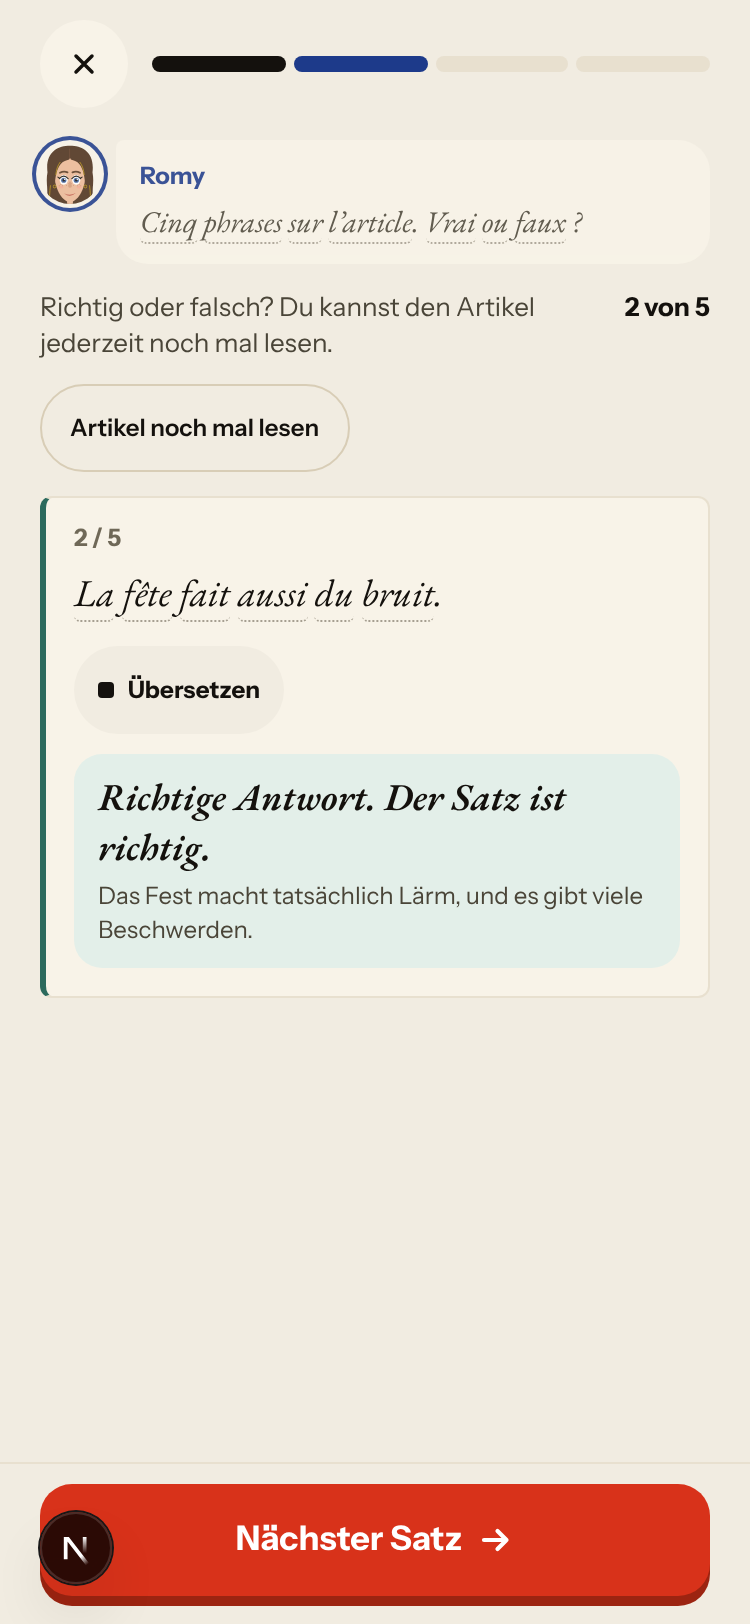 Romy
Cinq phrases sur l’article. Vrai ou faux ?
Richtig oder falsch? Du kannst den Artikel
jederzeit noch mal lesen.
2 von 5
Artikel noch mal lesen
2 / 5
La fête fait aussi du bruit.
Übersetzen
Richtige Antwort. Der Satz ist
richtig.
Das Fest macht tatsächlich Lärm, und es gibt viele
Beschwerden.
Nächster Satz →
N